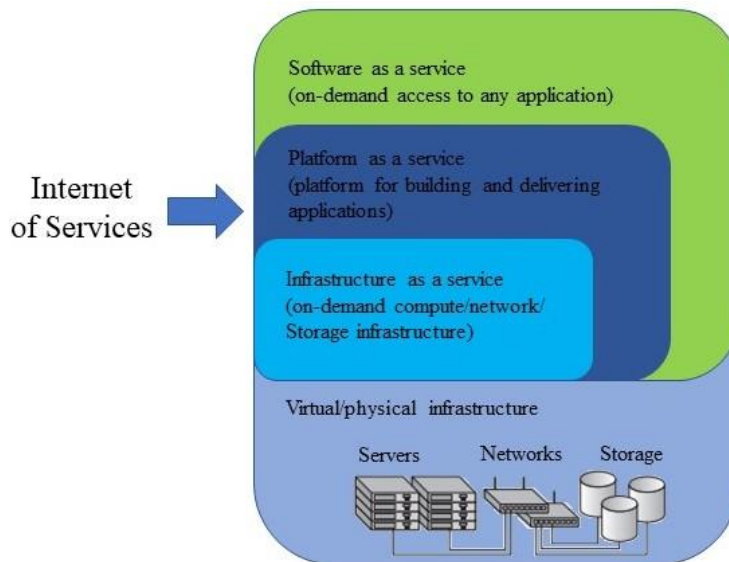 Software as a service
(on-demand access to any application)
Platform as a service
(platform for building and delivering
applications)
Internet
of Services
Infrastructure as a service
(on-demand compute/network/
Storage infrastructure)
Virtual/physical infrastructure
Servers
Networks
Storage